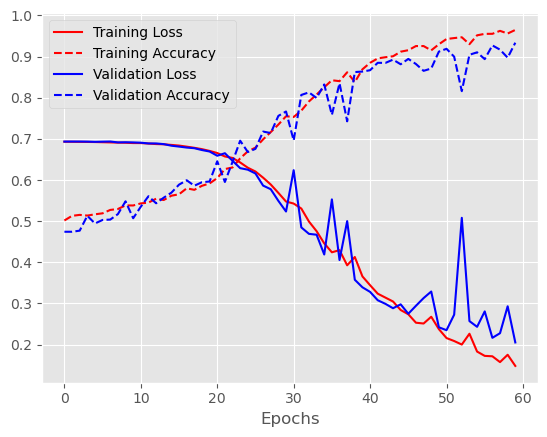 Training Loss
Training Accuracy
Validation Loss
Validation Accuracy
1.0
0.9
0.8
0.7
0.6
0.5
0.4
0.3
0.2
0 10 20 30 40 50 60
Epochs